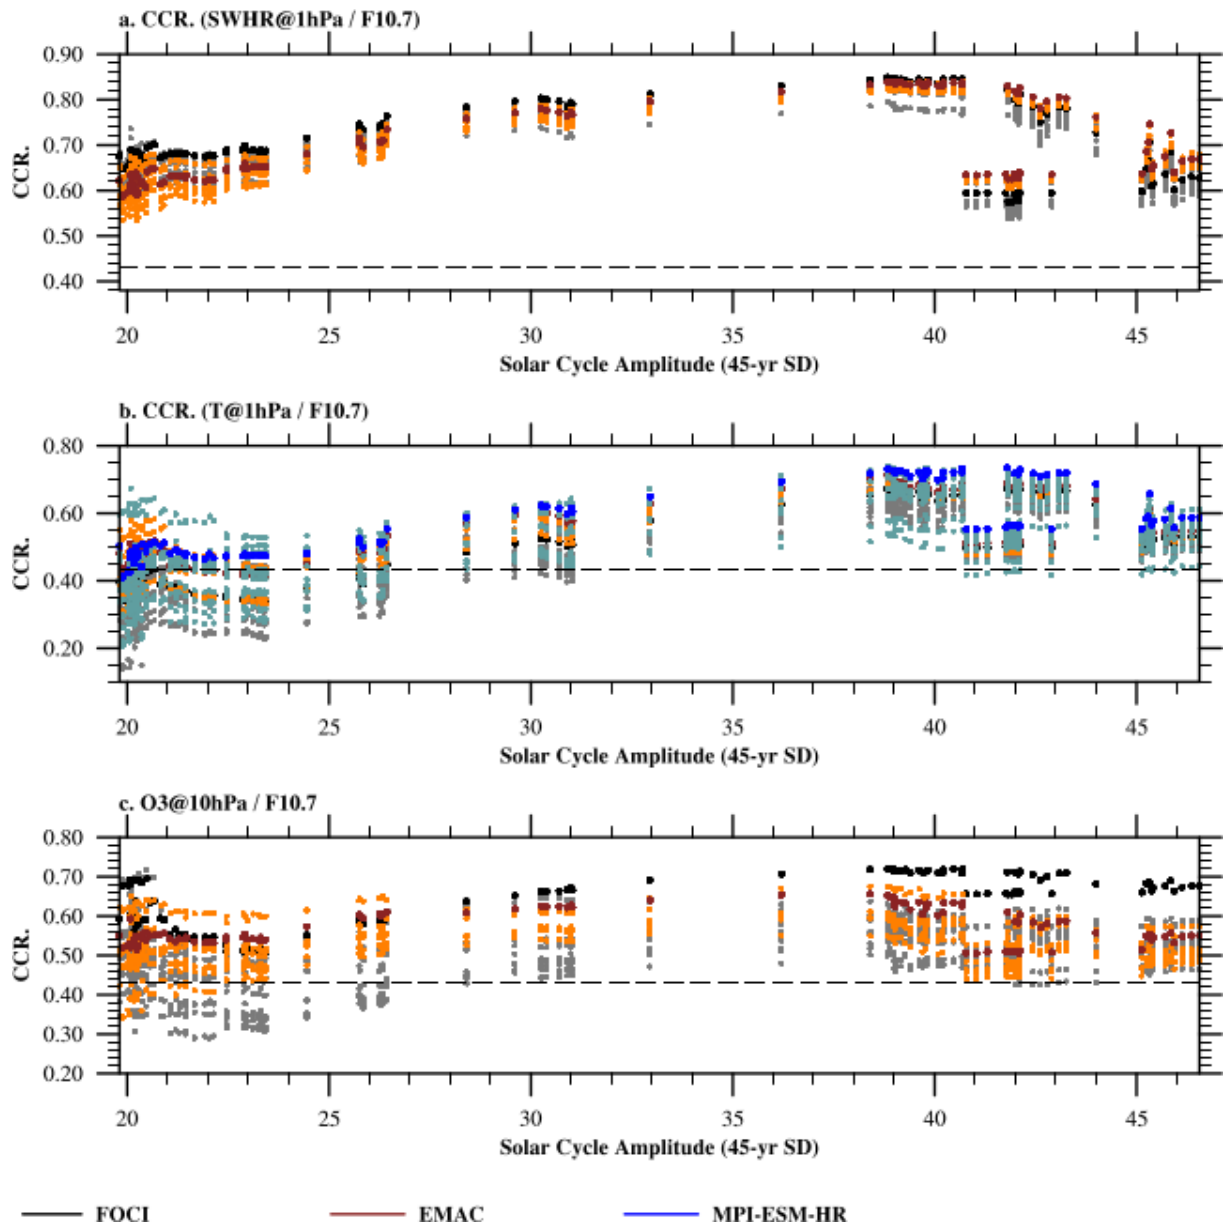 a. CCR. (SWHR@1hPa / F10.7)
0.90
0.80
0.70
0.60
0.50
0.40
CCR.
20 25 30 35 40 45
Solar Cycle Amplitude (45-yr SD)
b. CCR. (T@1hPa / F10.7)
0.80
0.60
0.40
0.20
CCR.
20 25 30 35 40 45
Solar Cycle Amplitude (45-yr SD)
c. O3@10hPa / F10.7
0.80
0.70
0.60
0.50
0.40
0.30
0.20
CCR.
20 25 30 35 40 45
Solar Cycle Amplitude (45-yr SD)
FOCI EMAC MPI-ESM-HR